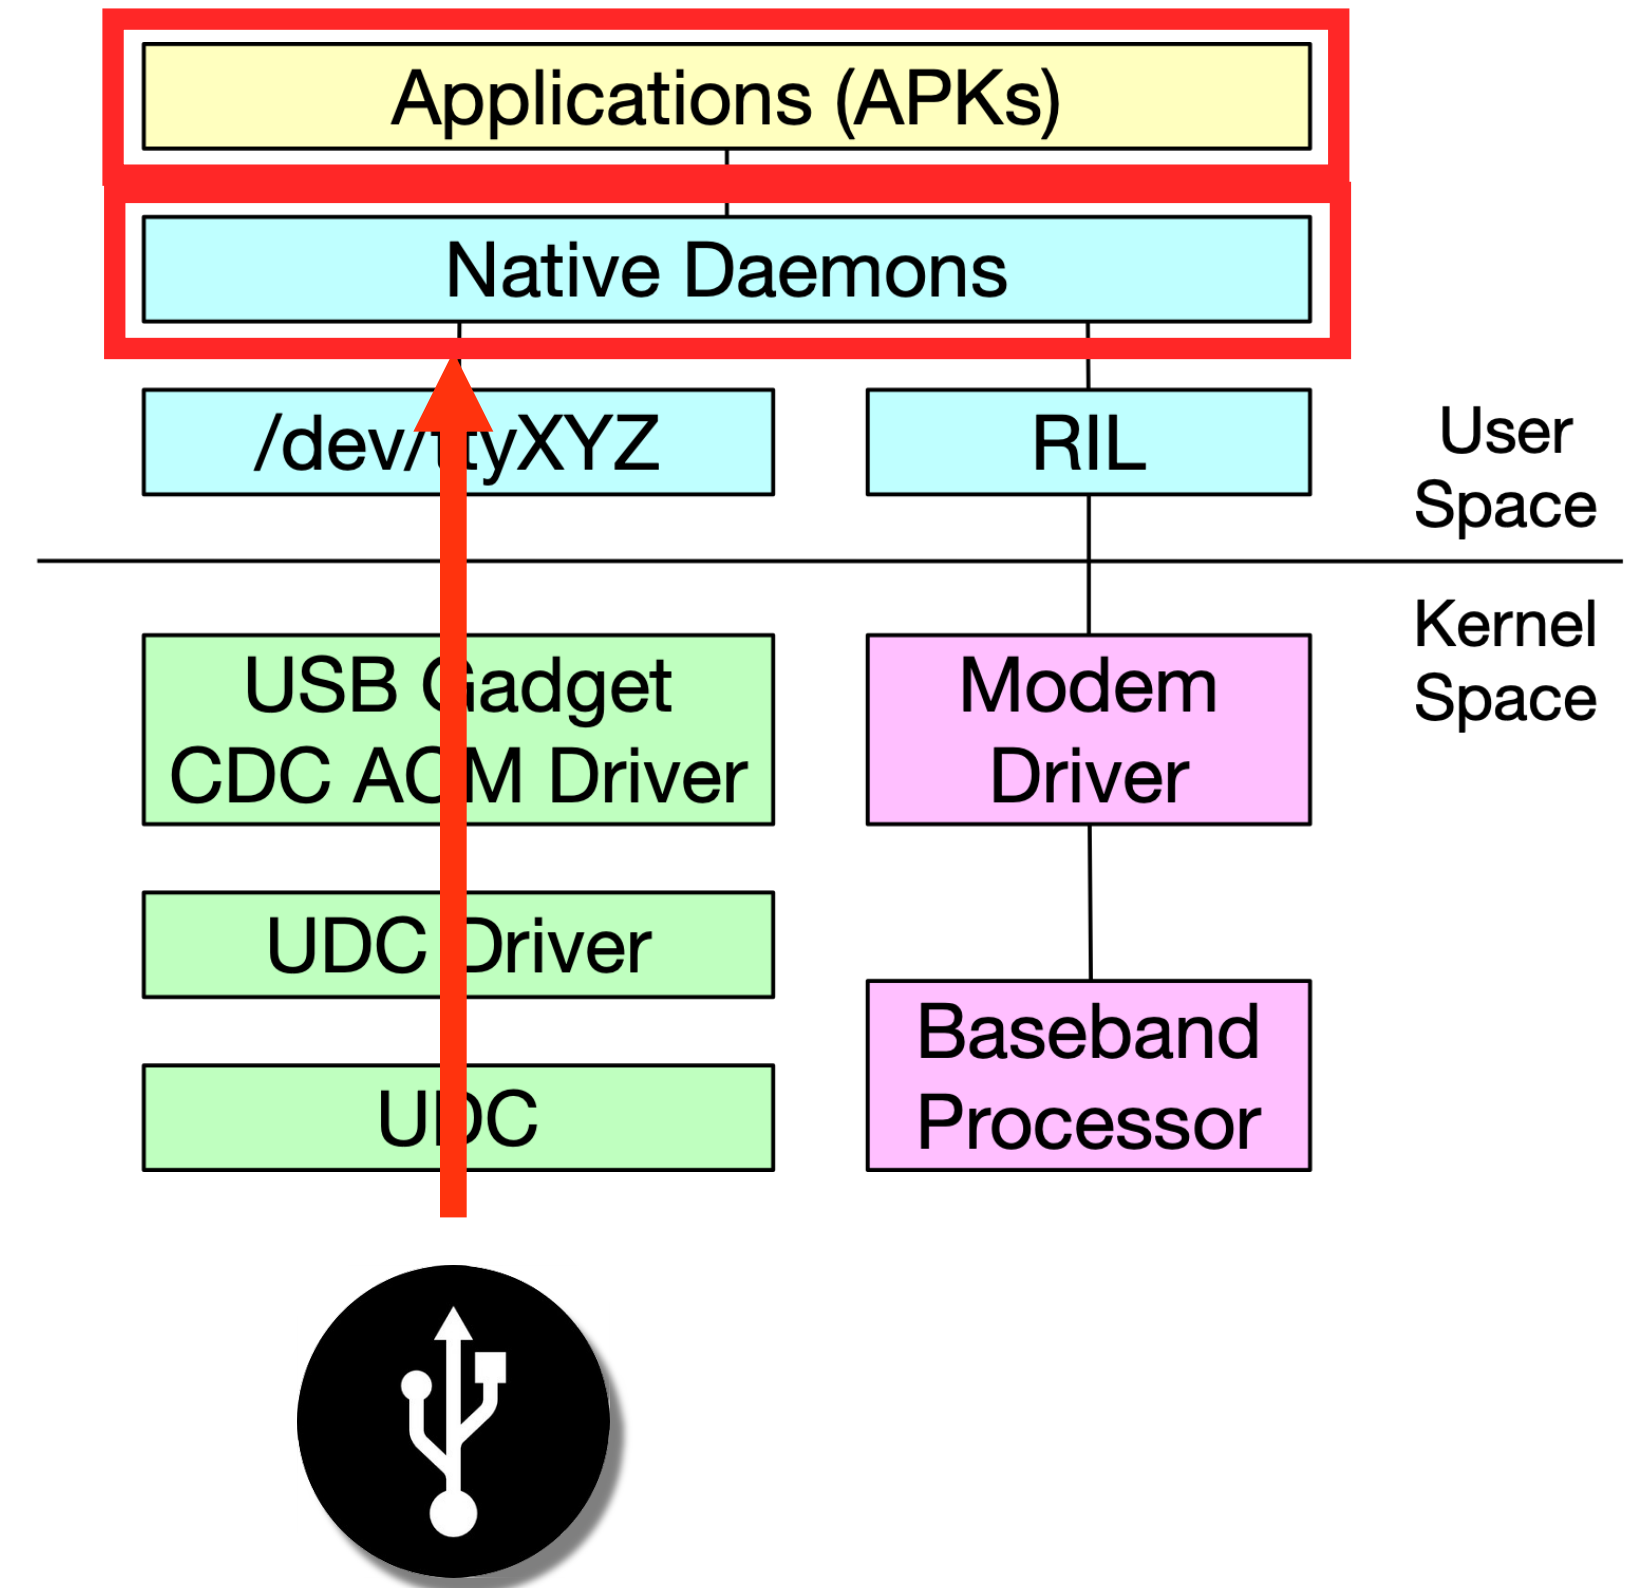 Applications (APKs)
Native Daemons
/dev/ttyXYZ
RIL
User
Space
Kernel
Space
USB Gadget
CDC ACM Driver
Modem
Driver
UDC Driver
Baseband
Processor
UDC